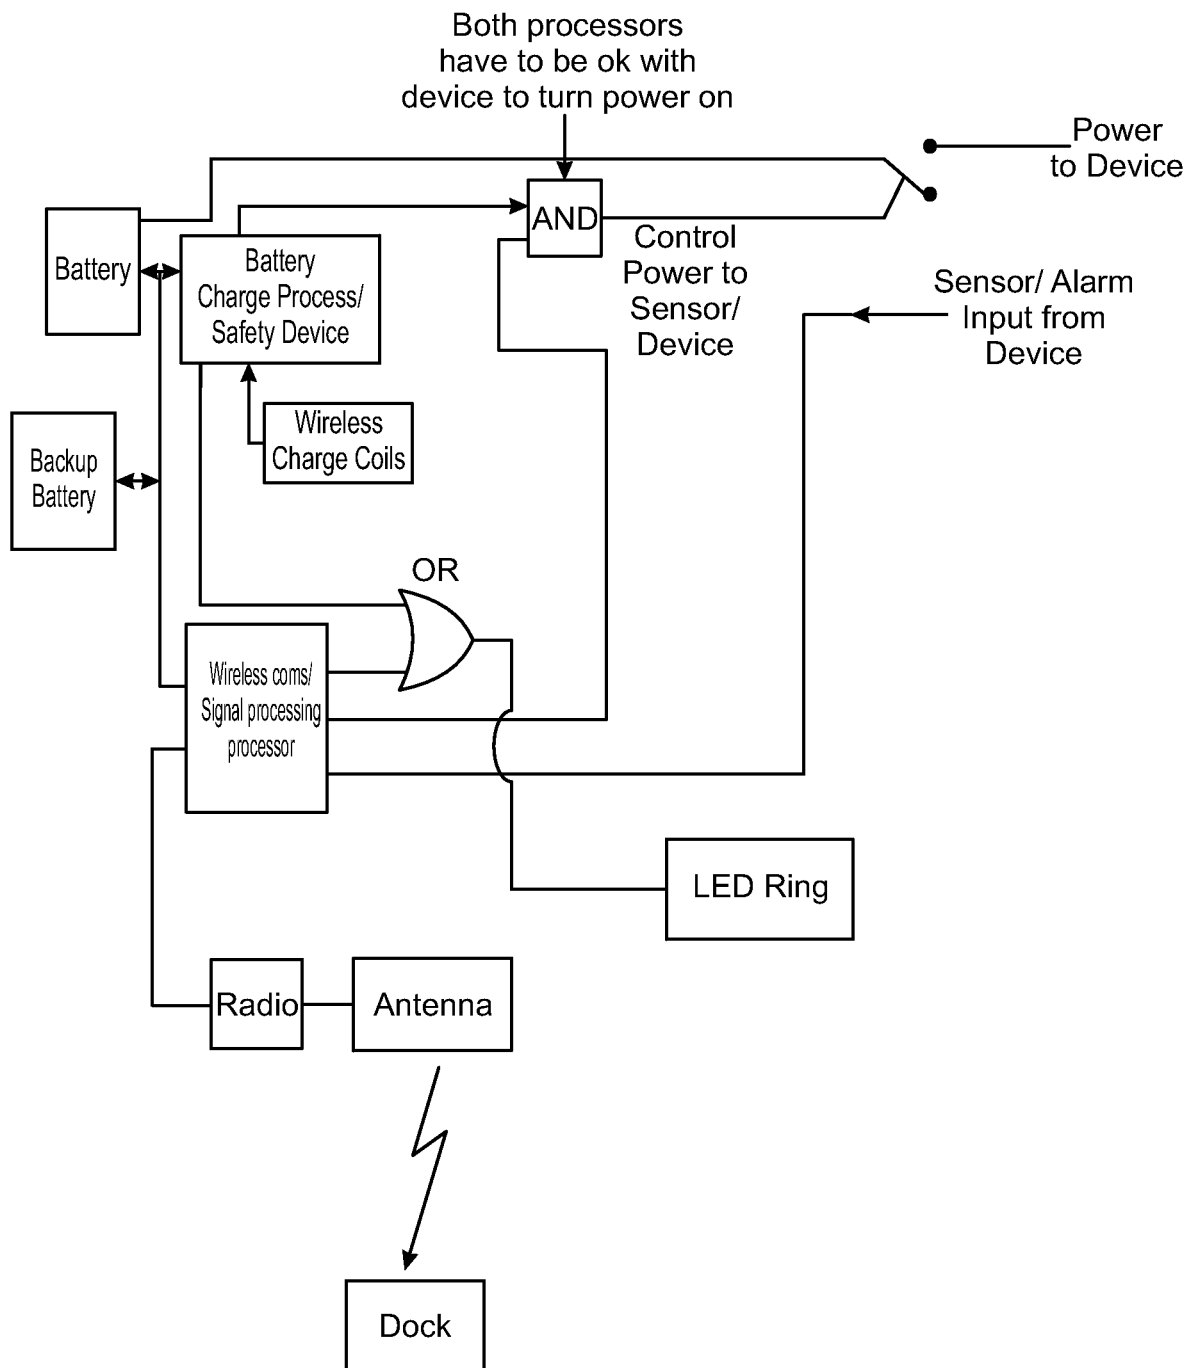 Both processors
have to be ok with
device to turn power on
Power
to Device
AND
Battery
Battery
Charge Process/
Safety Device
Control
Power to
Sensor/
Device
Sensor/ Alarm
Input from
Device
Wireless
Charge Coils
Backup
Battery
OR
Wireless coms/
Signal processing
processor
LED Ring
Radio
Antenna
Dock